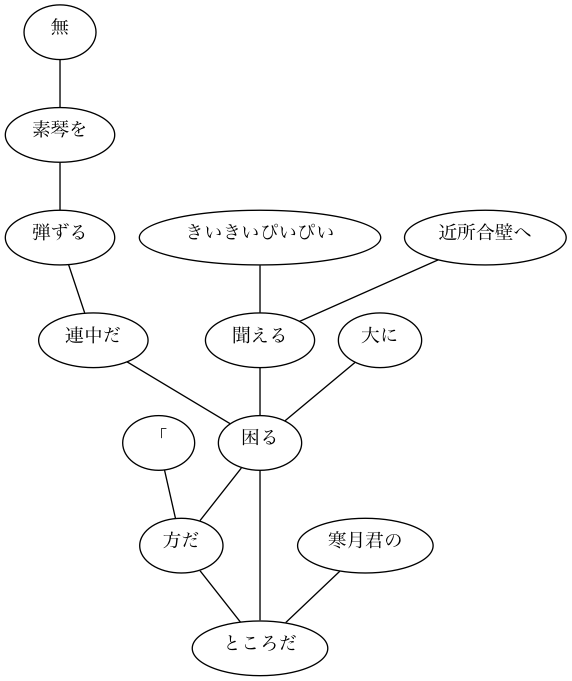 無
素琴を
弾ずる
きいきいぴいぴい
近所合壁へ
連中だ
聞える
大に
「
困る
方だ
寒月君の
ところだ